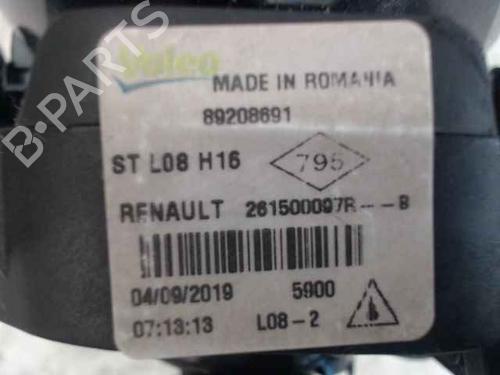 Valeo
MADE IN ROMANIA
89208691
ST L08 H16
795
RENAULT 261500097R---B
04/09/2019 5900
07:13:13 L08-2